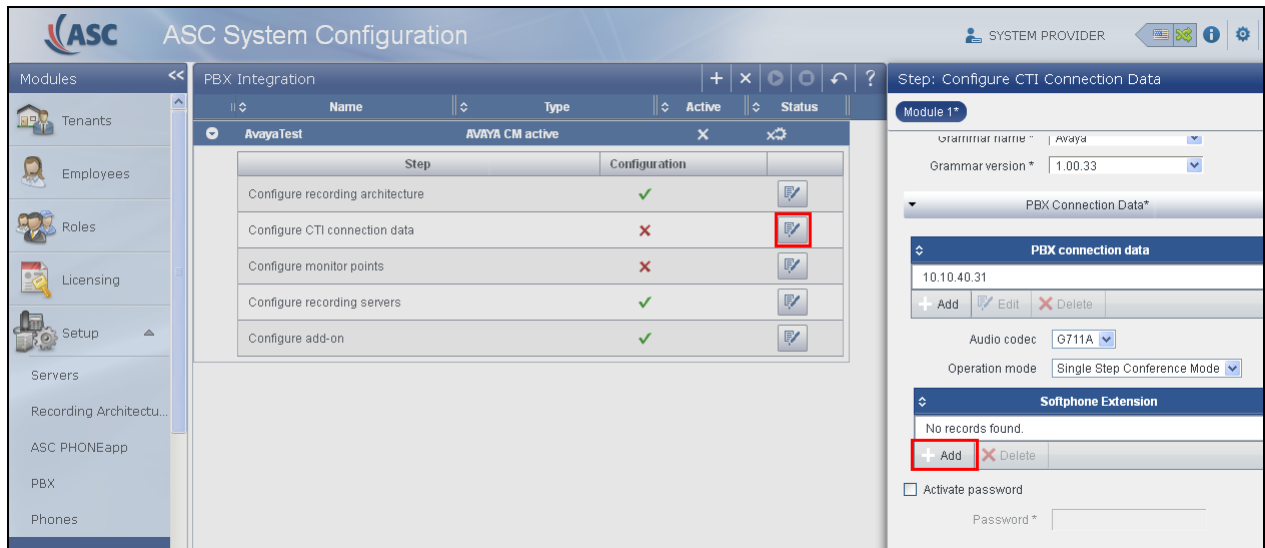 ASC
ASC System Configuration
SYSTEM PROVIDER
Modules <<
Tenants
Employees
Roles
Licensing
Setup
Servers
Recording Architectu...
ASC PHONEapp
PBX
Phones
PBX Integration
Name Type Active Status
AvayaTest AVAYA CM active
Step Configuration
Configure recording architecture
Configure CTI connection data
Configure monitor points
Configure recording servers
Configure add-on
Step: Configure CTI Connection Data
Module 1*
Grammar name * Avaya
Grammar version * 1.00.33
PBX Connection Data*
PBX connection data
10.10.40.31
Add Edit Delete
Audio codec G711A
Operation mode Single Step Conference Mode
Softphone Extension
No records found.
Add Delete
Activate password
Password *